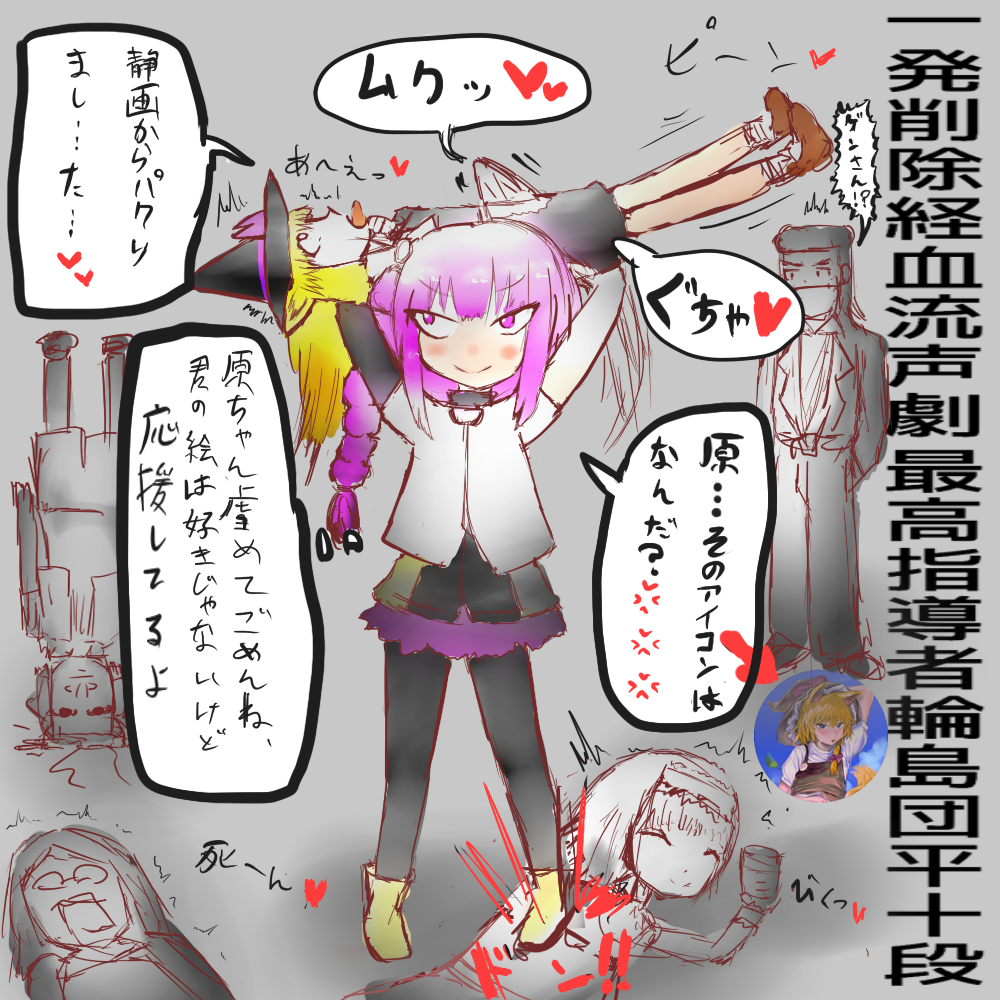 一発削除経血流声劇 最高指導者輪島団平十段
ピーン
ダンさん!?
ムクッ
静画からパクり
まし…た…
あへえっ
ぐちゃ
原…そのアイコンは
なんだ?
原ちゃん虐めてごめんね、
君の絵は好きじゃないけど
応援してるよ
死へん
びくっ
ドン!!